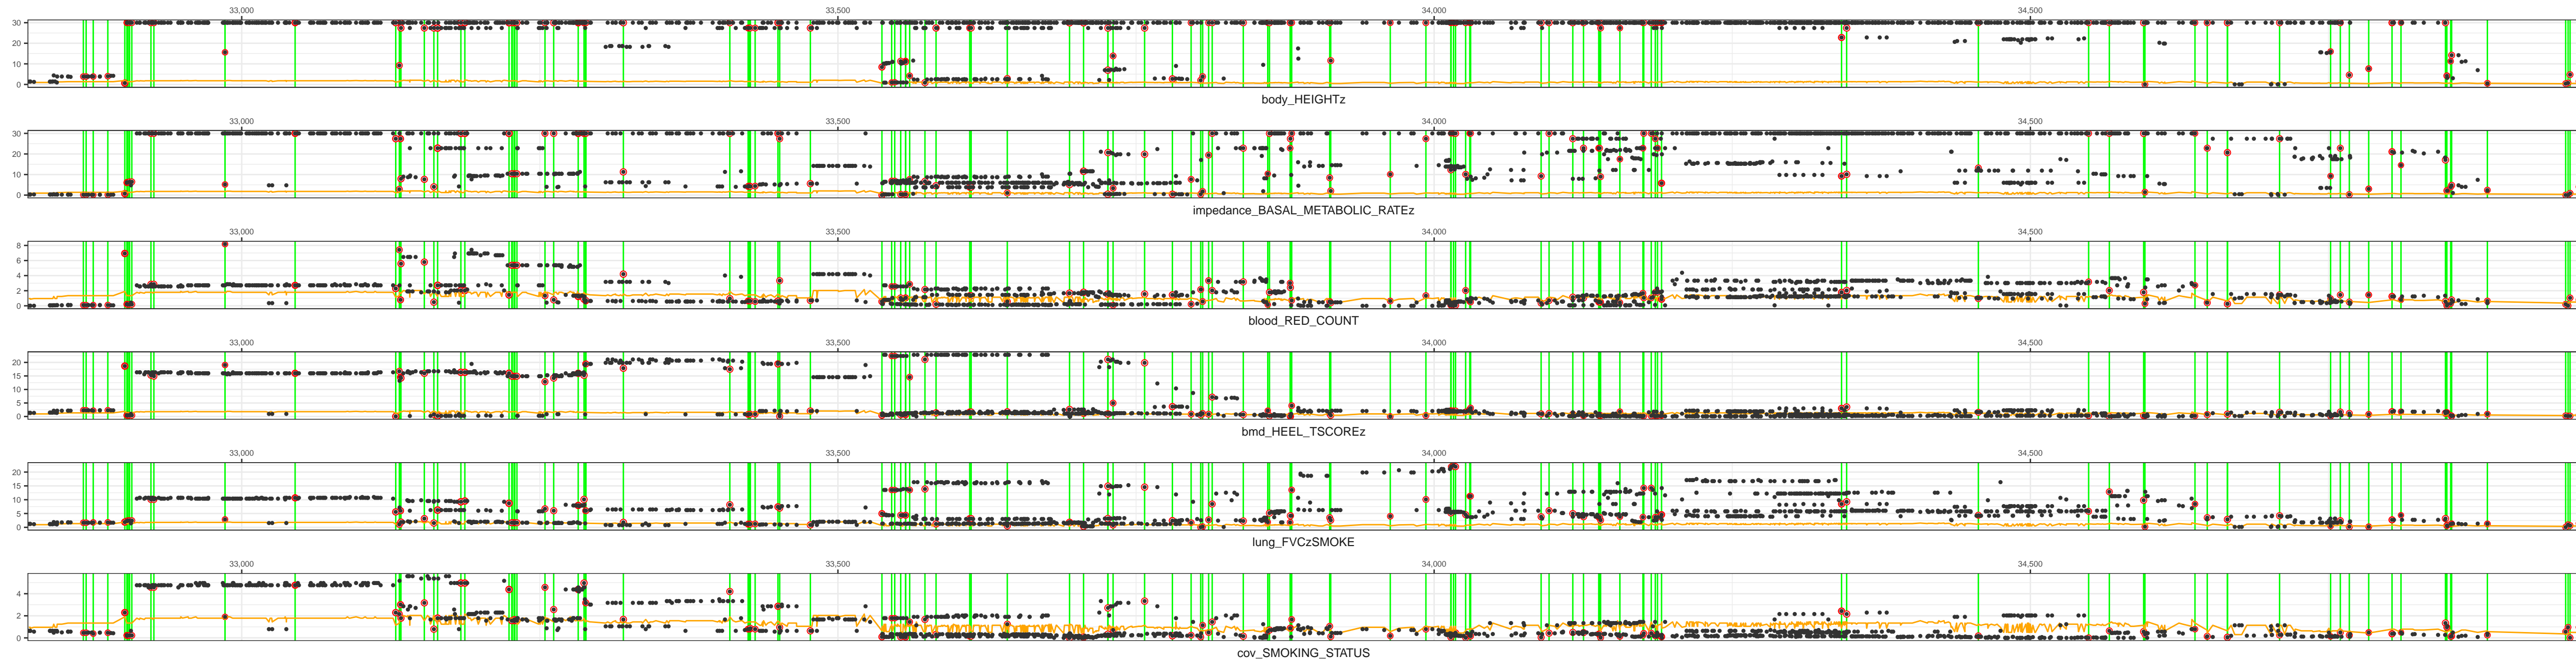 33,000 33,500 34,000 34,500
30
20
10
0
body_HEIGHTz
33,000 33,500 34,000 34,500
30
20
10
0
impedance_BASAL_METABOLIC_RATEz
33,000 33,500 34,000 34,500
8
6
4
2
0
blood_RED_COUNT
33,000 33,500 34,000 34,500
20
15
10
5
0
bmd_HEEL_TSCOREz
33,000 33,500 34,000 34,500
20
15
10
5
0
lung_FVCzSMOKE
33,000 33,500 34,000 34,500
4
2
0
cov_SMOKING_STATUS